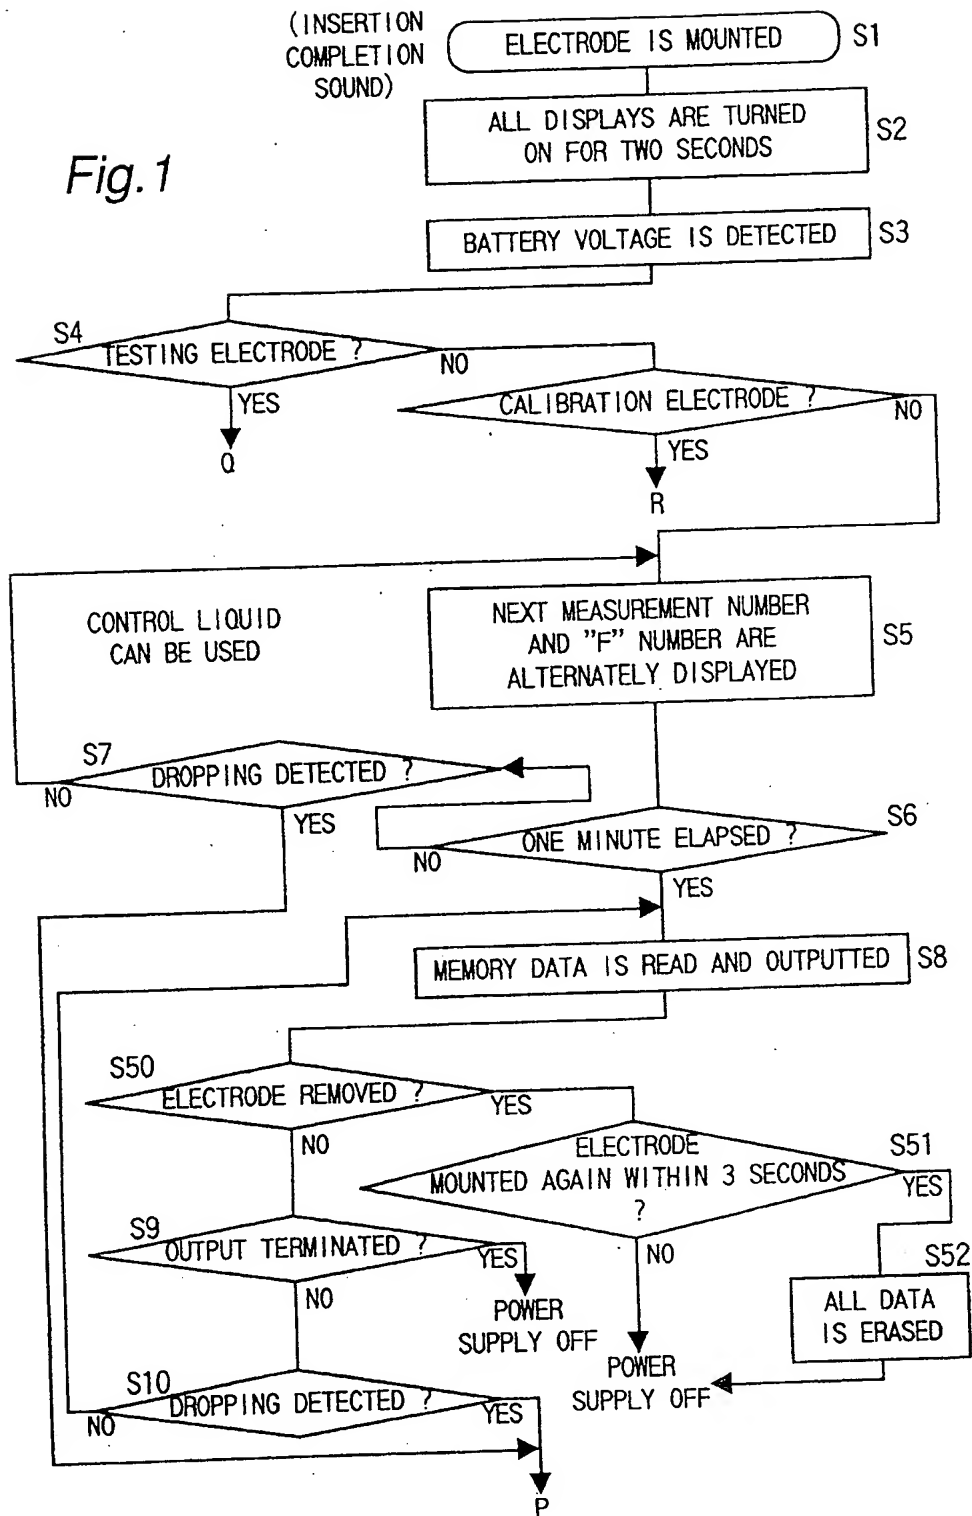 (INSERTION
COMPLETION
SOUND)
ELECTRODE IS MOUNTED
S1
ALL DISPLAYS ARE TURNED
ON FOR TWO SECONDS
S2
Fig.1
BATTERY VOLTAGE IS DETECTED
S3
S4
TESTING ELECTRODE ?
NO
YES
Q
CALIBRATION ELECTRODE ?
NO
YES
R
CONTROL LIQUID
CAN BE USED
NEXT MEASUREMENT NUMBER
AND "F" NUMBER ARE
ALTERNATELY DISPLAYED
S5
S7
DROPPING DETECTED ?
NO
YES
S6
ONE MINUTE ELAPSED ?
NO
YES
MEMORY DATA IS READ AND OUTPUTTED
S8
S50
ELECTRODE REMOVED ?
YES
NO
ELECTRODE
MOUNTED AGAIN WITHIN 3 SECONDS
?
S51
YES
NO
S9
OUTPUT TERMINATED ?
YES
NO
POWER
SUPPLY OFF
S52
ALL DATA
IS ERASED
POWER
SUPPLY OFF
S10
DROPPING DETECTED ?
NO
YES
P